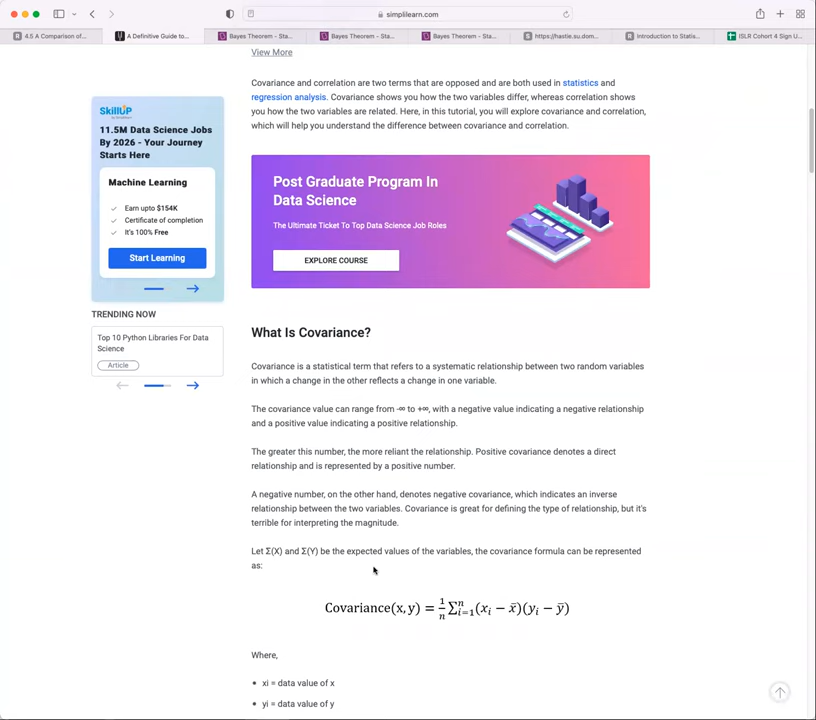 simplilearn.com
4.5 A Comparison of...
A Definitive Guide to...
Bayes Theorem - Sta...
Bayes Theorem - Sta...
Bayes Theorem - Sta...
https://hastie.su.dom...
Introduction to Statis...
ISLR Cohort 4 Sign U...
View More
Covariance and correlation are two terms that are opposed and are both used in statistics and
regression analysis. Covariance shows you how the two variables differ, whereas correlation shows
you how the two variables are related. Here, in this tutorial, you will explore covariance and correlation,
which will help you understand the difference between covariance and correlation.
SKILLUP
by Simplilearn
11.5M Data Science Jobs
By 2026 - Your Journey
Starts Here
Machine Learning
Earn upto $154K
Certificate of completion
It's 100% Free
Start Learning
TRENDING NOW
Top 10 Python Libraries For Data
Science
Article
Post Graduate Program In
Data Science
The Ultimate Ticket To Top Data Science Job Roles
EXPLORE COURSE
What Is Covariance?
Covariance is a statistical term that refers to a systematic relationship between two random variables
in which a change in the other reflects a change in one variable.
The covariance value can range from -∞ to +∞, with a negative value indicating a negative relationship
and a positive value indicating a positive relationship.
The greater this number, the more reliant the relationship. Positive covariance denotes a direct
relationship and is represented by a positive number.
A negative number, on the other hand, denotes negative covariance, which indicates an inverse
relationship between the two variables. Covariance is great for defining the type of relationship, but it's
terrible for interpreting the magnitude.
Let Σ(X) and Σ(Y) be the expected values of the variables, the covariance formula can be represented
as:
Covariance(x, y) = 1/n ∑ⁿᵢ₌₁(xᵢ − x̄)(yᵢ − ȳ)
Where,
• xi = data value of x
• yi = data value of y